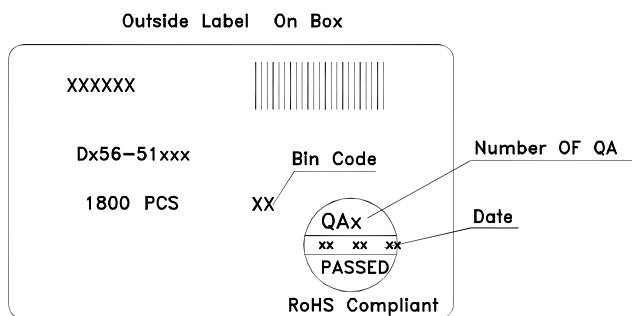 Outside Label On Box
XXXXXX
Dx56-51xxx
Bin Code
Number OF QA
1800 PCS
XX
QAx
Date
xx xx xx
PASSED
RoHS Compliant